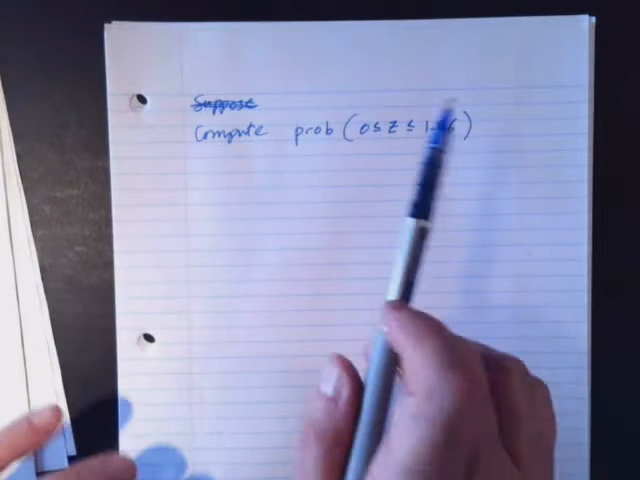 Suppose
Compute prob (0 ≤ Z ≤